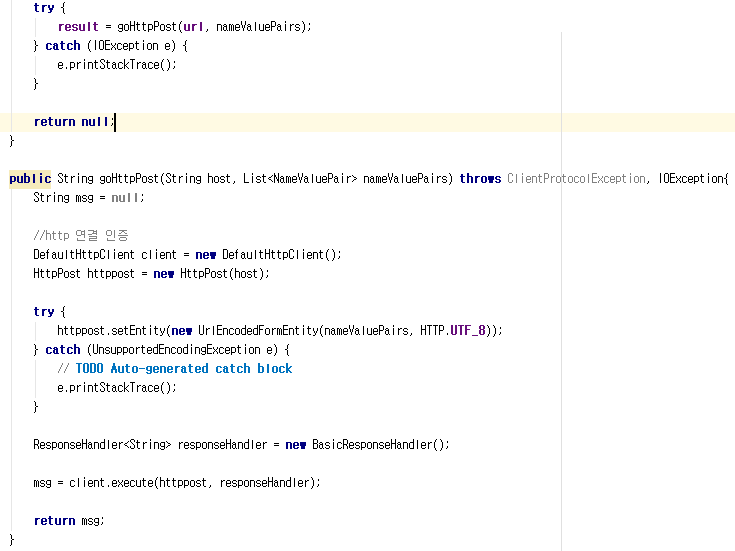 try {
result = goHttpPost(url, nameValuePairs);
} catch (IOException e) {
e.printStackTrace();
}
return null;
}
public String goHttpPost(String host, List<NameValuePair> nameValuePairs) throws ClientProtocolException, IOException{
String msg = null;
//http 연결 인증
DefaultHttpClient client = new DefaultHttpClient();
HttpPost httppost = new HttpPost(host);
try {
httppost.setEntity(new UrlEncodedFormEntity(nameValuePairs, HTTP.UTF_8));
} catch (UnsupportedEncodingException e) {
// TODO Auto-generated catch block
e.printStackTrace();
}
ResponseHandler<String> responseHandler = new BasicResponseHandler();
msg = client.execute(httppost, responseHandler);
return msg;
}